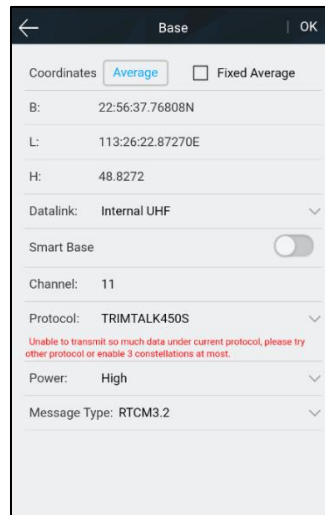 Base | OK
Coordinates Average Fixed Average
B: 22:56:37.76808N
L: 113:26:22.87270E
H: 48.8272
Datalink: Internal UHF
Smart Base
Channel: 11
Protocol: TRIMTALK450S
Unable to transmit so much data under current protocol, please try
other protocol or enable 3 constellations at most.
Power: High
Message Type: RTCM3.2